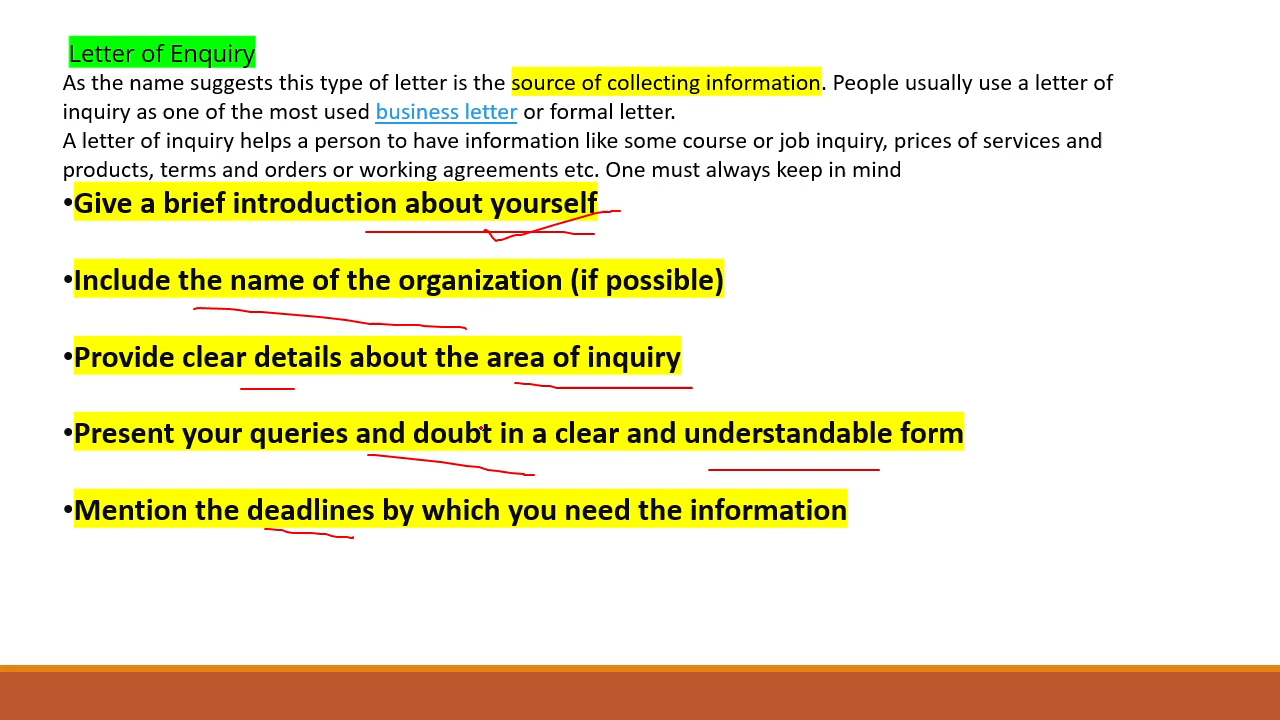 Letter of Enquiry
As the name suggests this type of letter is the source of collecting information. People usually use a letter of
inquiry as one of the most used business letter or formal letter.
A letter of inquiry helps a person to have information like some course or job inquiry, prices of services and
products, terms and orders or working agreements etc. One must always keep in mind
•Give a brief introduction about yourself
•Include the name of the organization (if possible)
•Provide clear details about the area of inquiry
•Present your queries and doubt in a clear and understandable form
•Mention the deadlines by which you need the information